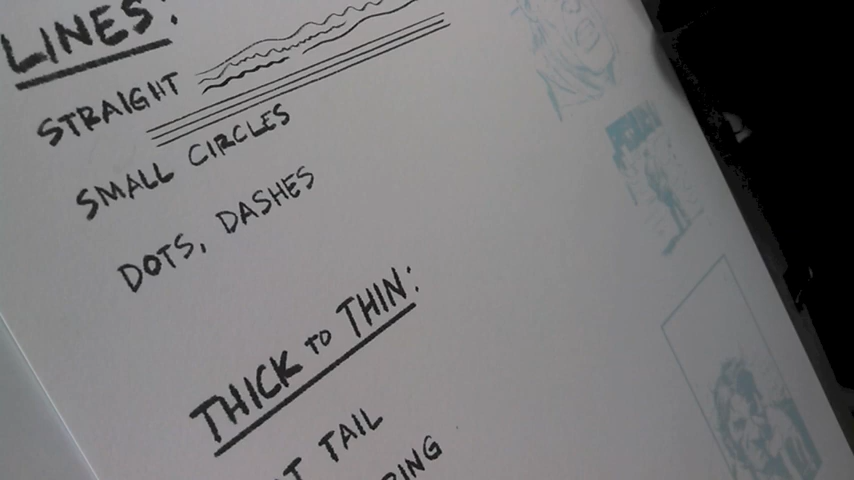 LINES:
STRAIGHT
SMALL CIRCLES
DOTS, DASHES
THICK TO THIN:
TAIL